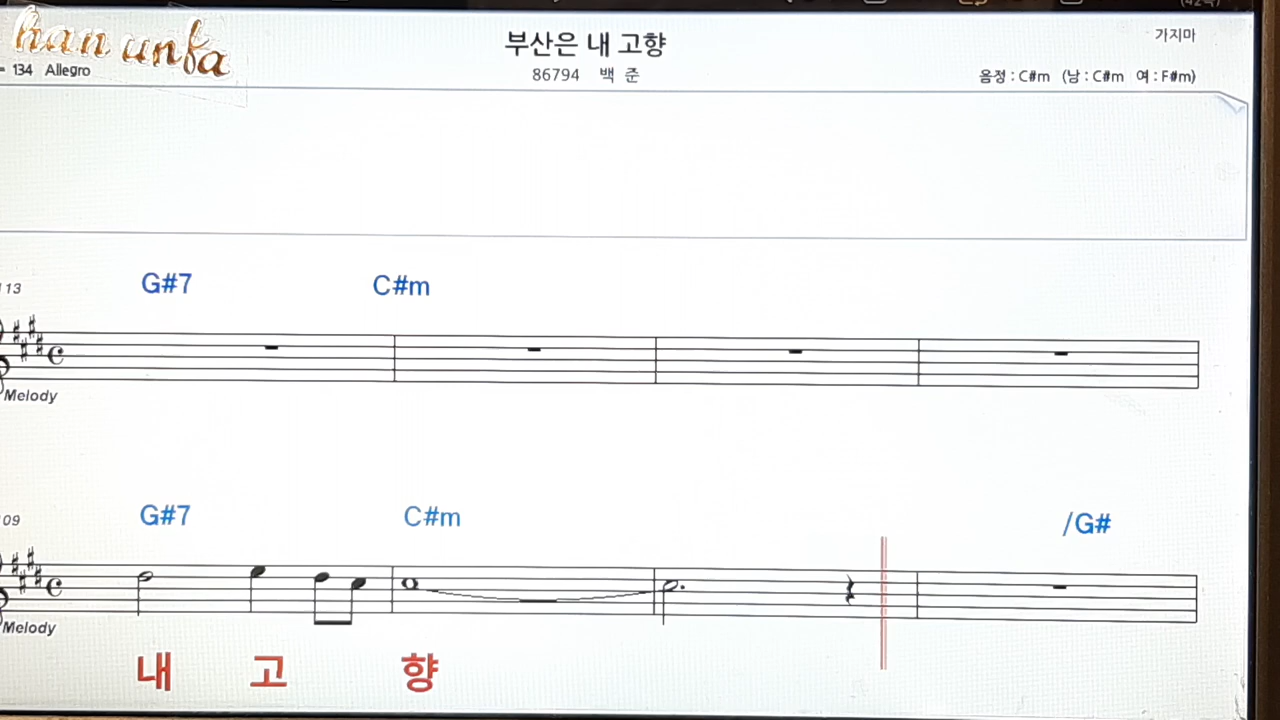 han unfa
부산은 내 고향
가지마
= 134 Allegro
86794 백 준
음정 : C#m (남 : C#m 여 : F#m)
113
G#7 C#m
Melody
109
G#7 C#m /G#
Melody
내 고 향